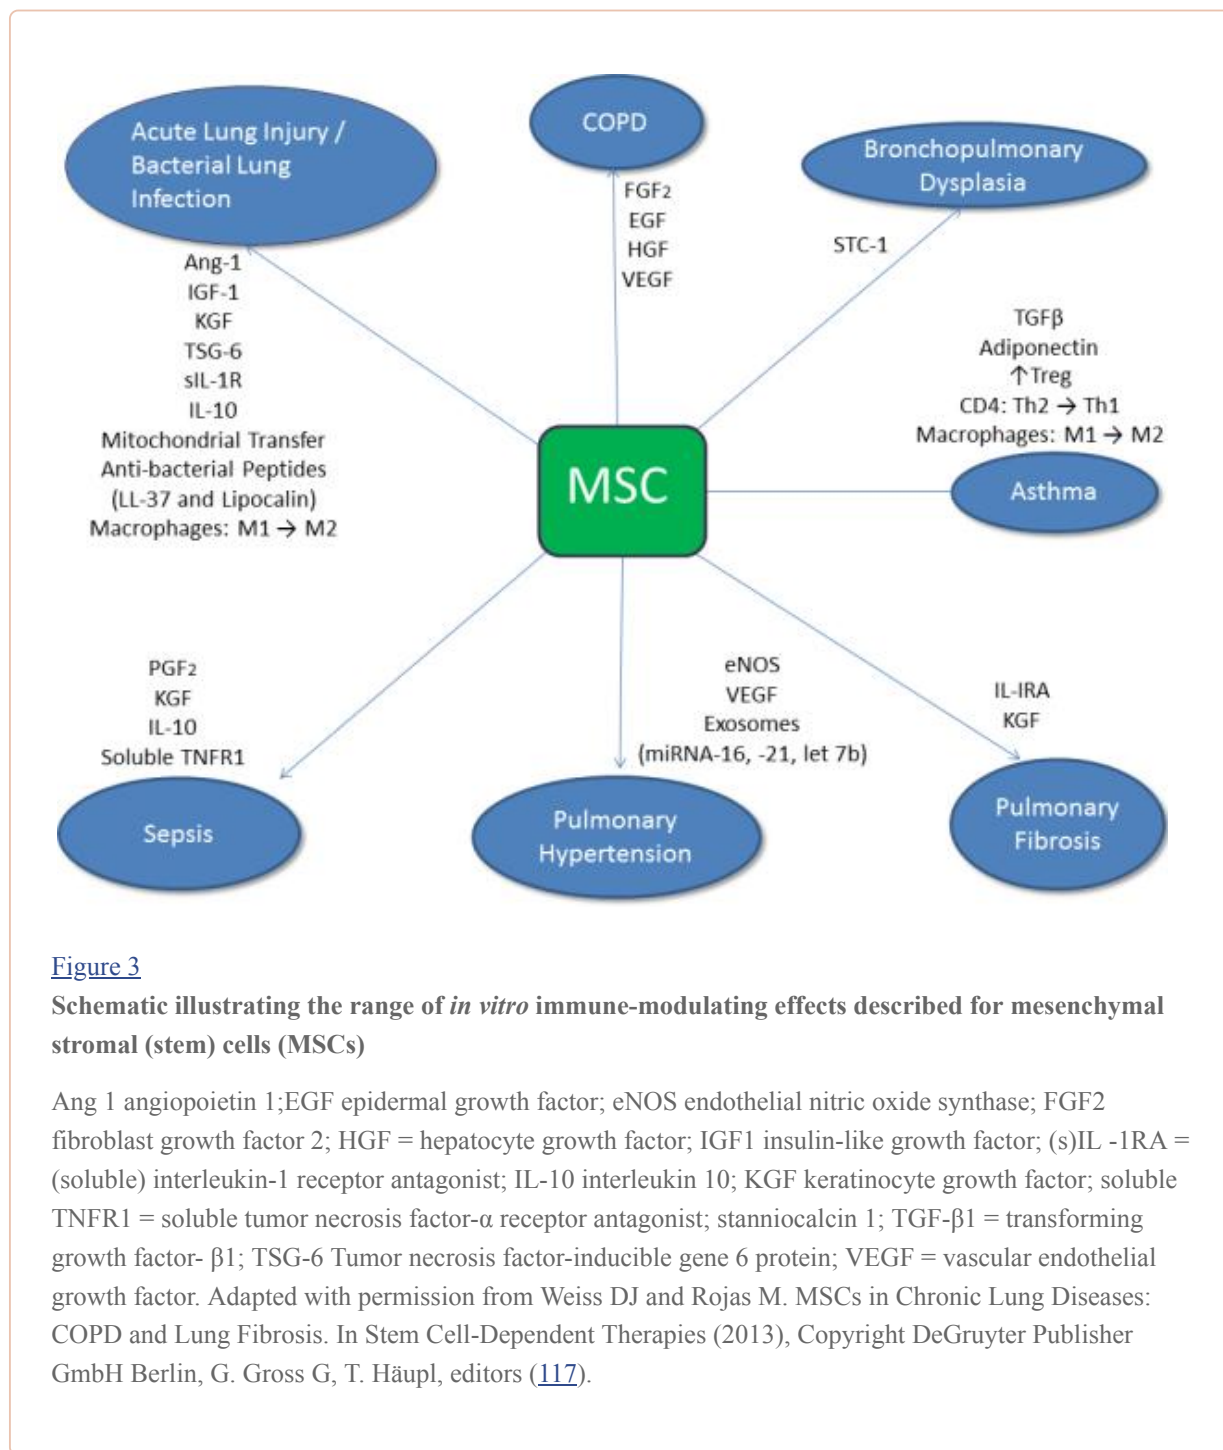 Acute Lung Injury /
Bacterial Lung
Infection
Ang-1
IGF-1
KGF
TSG-6
sIL-1R
IL-10
Mitochondrial Transfer
Anti-bacterial Peptides
(LL-37 and Lipocalin)
Macrophages: M1 → M2
COPD
FGF2
EGF
HGF
VEGF
Bronchopulmonary
Dysplasia
STC-1
TGFβ
Adiponectin
↑Treg
CD4: Th2 → Th1
Macrophages: M1 → M2
Asthma
MSC
PGF2
KGF
IL-10
Soluble TNFR1
Sepsis
eNOS
VEGF
Exosomes
(miRNA-16, -21, let 7b)
Pulmonary
Hypertension
IL-IRA
KGF
Pulmonary
Fibrosis
Figure 3
Schematic illustrating the range of in vitro immune-modulating effects described for mesenchymal
stromal (stem) cells (MSCs)
Ang 1 angiopoietin 1;EGF epidermal growth factor; eNOS endothelial nitric oxide synthase; FGF2
fibroblast growth factor 2; HGF = hepatocyte growth factor; IGF1 insulin-like growth factor; (s)IL -1RA =
(soluble) interleukin-1 receptor antagonist; IL-10 interleukin 10; KGF keratinocyte growth factor; soluble
TNFR1 = soluble tumor necrosis factor-α receptor antagonist; stanniocalcin 1; TGF-β1 = transforming
growth factor- β1; TSG-6 Tumor necrosis factor-inducible gene 6 protein; VEGF = vascular endothelial
growth factor. Adapted with permission from Weiss DJ and Rojas M. MSCs in Chronic Lung Diseases:
COPD and Lung Fibrosis. In Stem Cell-Dependent Therapies (2013), Copyright DeGruyter Publisher
GmbH Berlin, G. Gross G, T. Häupl, editors (117).